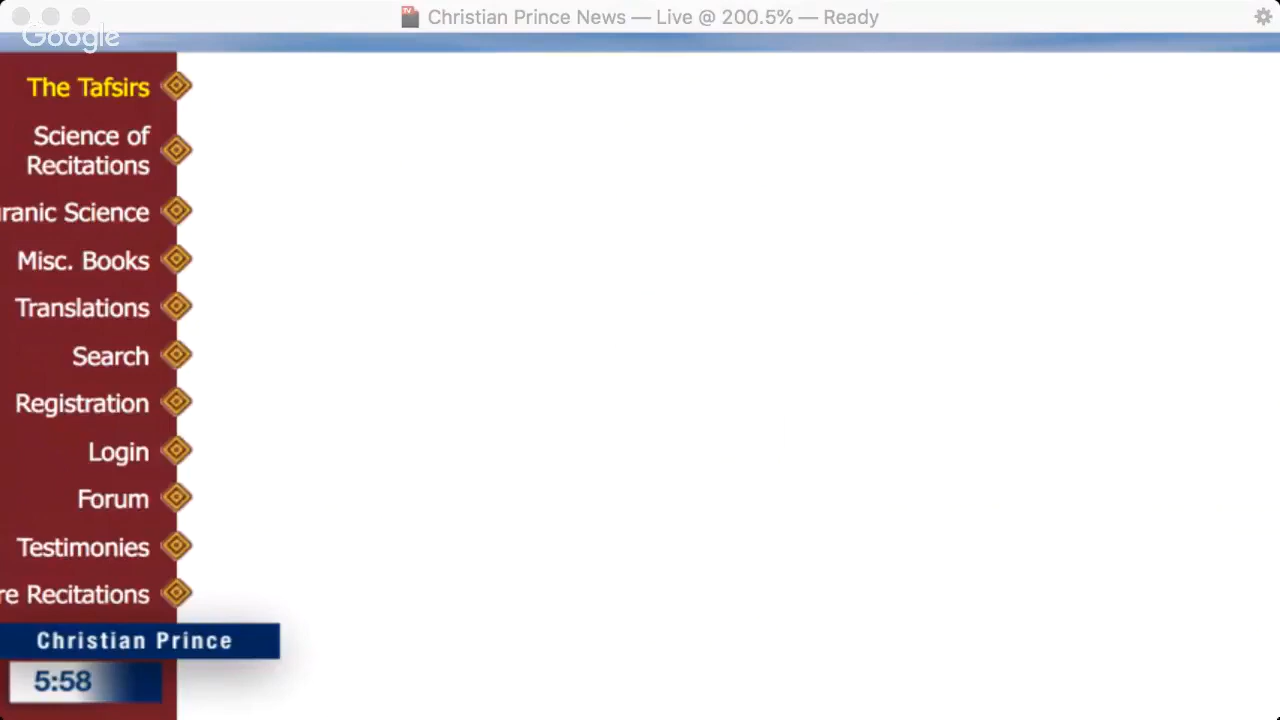 Christian Prince News — Live @ 200.5% — Ready
Google
The Tafsirs
Science of
Recitations
uranic Science
Misc. Books
Translations
Search
Registration
Login
Forum
Testimonies
re Recitations
Christian Prince
5:58